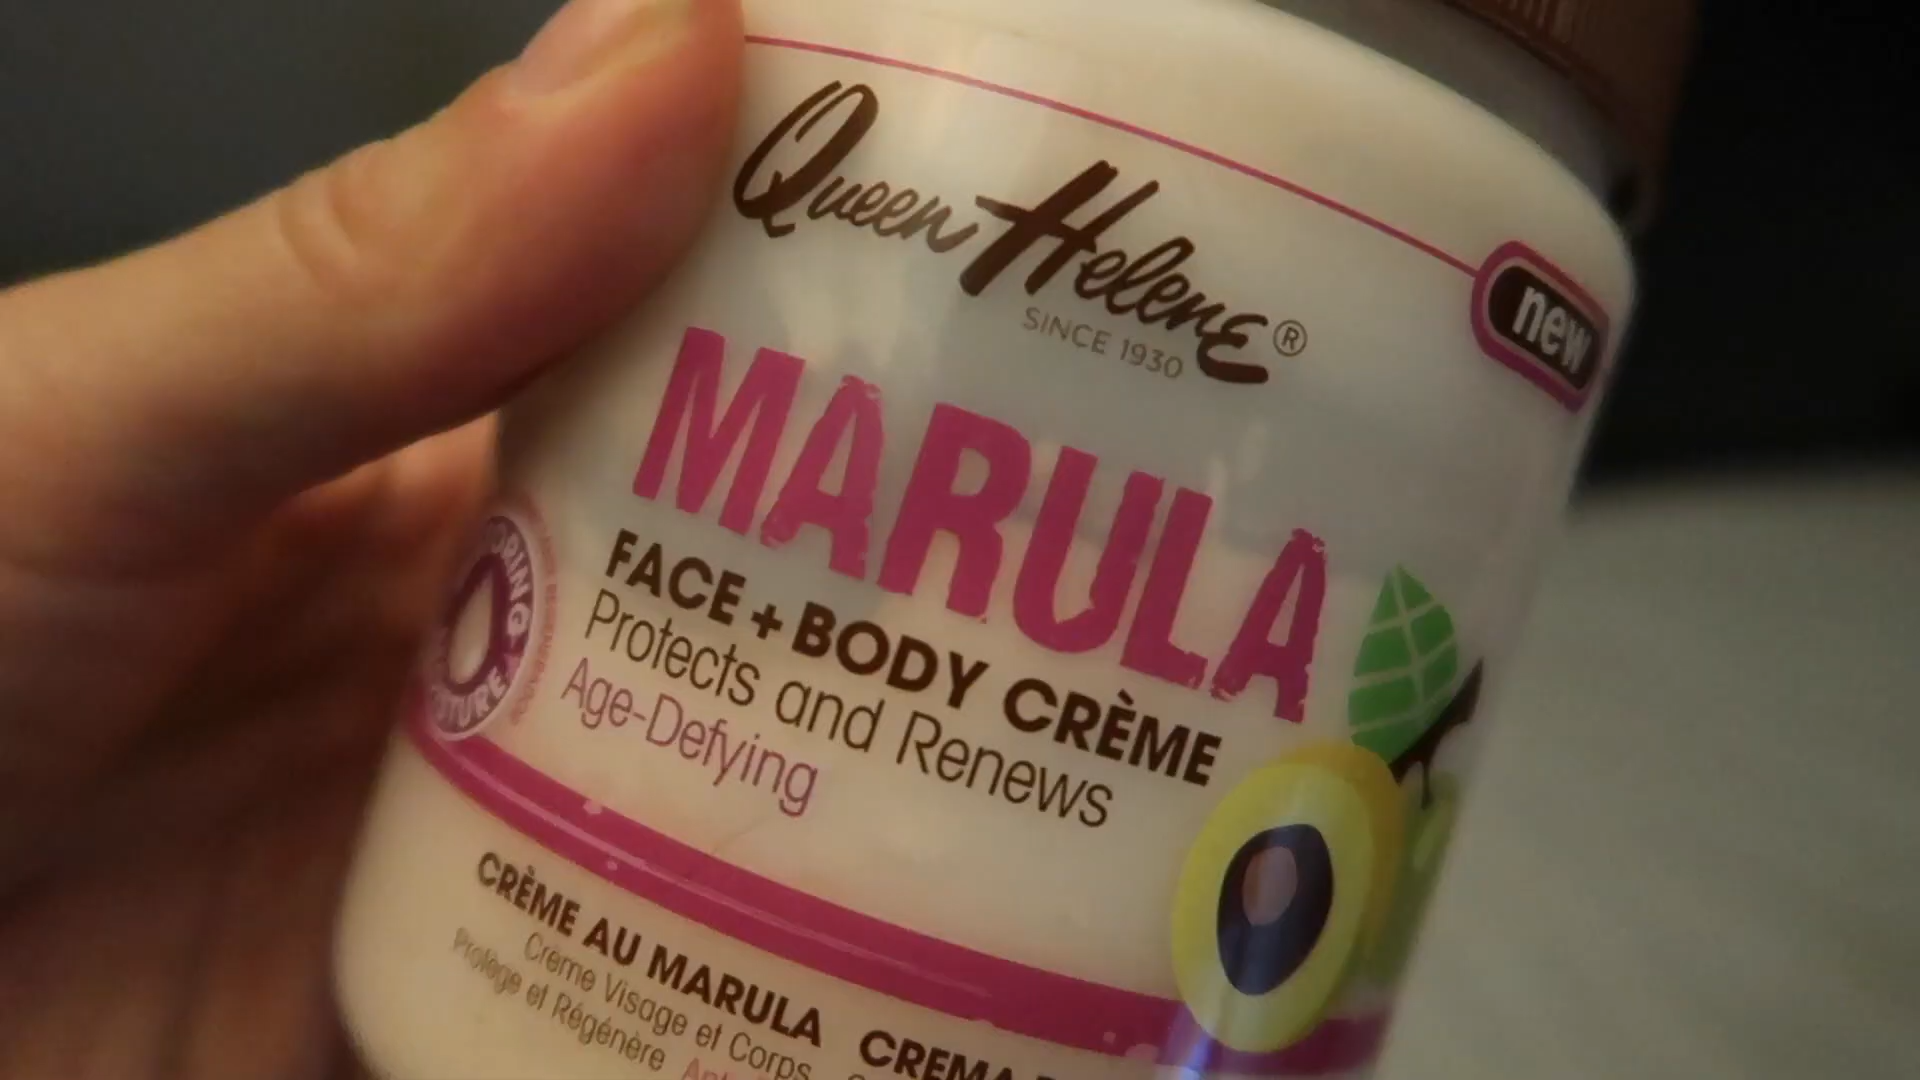 Queen Helene®
SINCE 1930
new
MARULA
FACE + BODY CRÈME
Protects and Renews
Age-Defying
CRÈME AU MARULA
Crème Visage et Corps
Protège et Régénère
CREMA